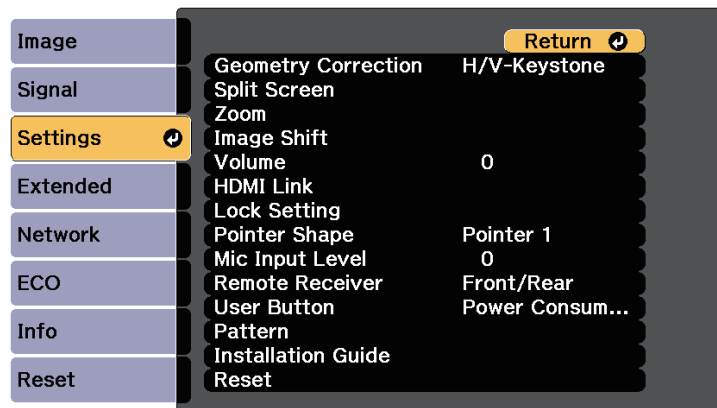 Image
Signal
Settings
Extended
Network
ECO
Info
Reset
Return
Geometry Correction H/V-Keystone
Split Screen
Zoom
Image Shift
Volume 0
HDMI Link
Lock Setting
Pointer Shape Pointer 1
Mic Input Level 0
Remote Receiver Front/Rear
User Button Power Consum...
Pattern
Installation Guide
Reset